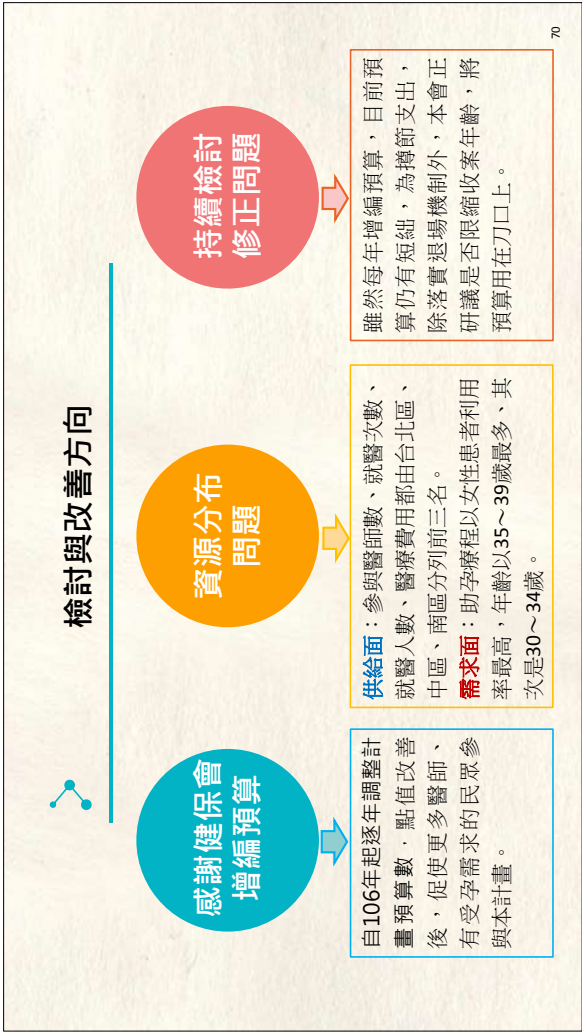 檢討與改善方向
感謝健保會
增編預算
自106年起逐年調整計
畫預算數，點值改善
後，促使更多醫師、
有受孕需求的民眾參
與本計畫。
資源分布
問題
供給面：參與醫師數、就醫次數、
就醫人數、醫療費用都由台北區、
中區、南區分列前三名。
需求面：助孕療程以女性患者利用
率最高，年齡以35～39歲最多、其
次是30～34歲。
持續檢討
修正問題
雖然每年增編預算，目前預
算仍有短絀，為撙節支出，
除落實退場機制外，本會正
研議是否限縮收案年齡，將
預算用在刀口上。
70